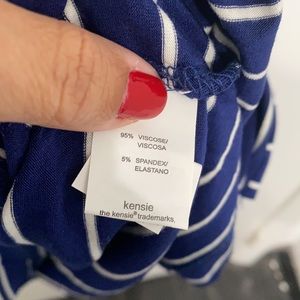 95% VISCOSE/
VISCOSA
5% SPANDEX/
ELASTANO
kensie
the kensie® trademarks,